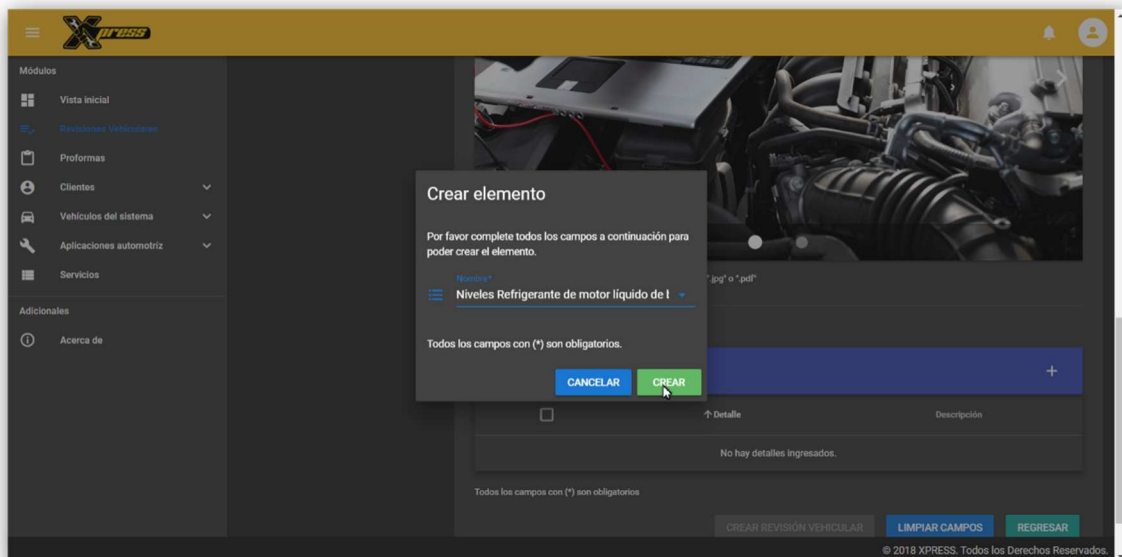 Xpress
Módulos
Vista inicial
Revisiones Vehiculares
Proformas
Clientes
Vehículos del sistema
Aplicaciones automotriz
Servicios
Adicionales
Acerca de
Crear elemento
Por favor complete todos los campos a continuación para
poder crear el elemento.
Nombre*
Niveles Refrigerante de motor líquido de
Todos los campos con (*) son obligatorios.
CANCELAR
CREAR
".jpg" o ".pdf"
Detalle
Descripción
No hay detalles ingresados.
Todos los campos con (*) son obligatorios
CREAR REVISIÓN VEHICULAR
LIMPIAR CAMPOS
REGRESAR
© 2018 XPRESS. Todos los Derechos Reservados.